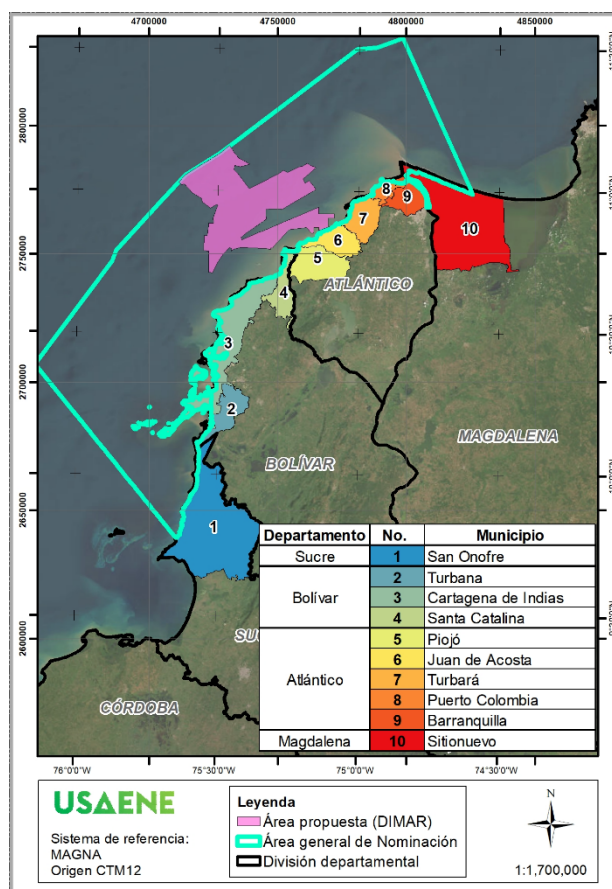 4700000 4750000 4800000 4850000
2800000
2750000
2700000
2650000
2600000
8
9
7
10
6
5
ATLÁNTICO
4
3
2
MAGDALENA
BOLÍVAR
1
SUC
CÓRDOBA
Departamento No. Municipio
Sucre 1 San Onofre
Bolívar
2 Turbana
3 Cartagena de Indias
4 Santa Catalina
Atlántico
5 Piojó
6 Juan de Acosta
7 Turbará
8 Puerto Colombia
9 Barranquilla
Magdalena 10 Sitionuevo
76°0'0"W 75°30'0"W 75°0'0"W 74°30'0"W
USAENE
Sistema de referencia:
MAGNA
Origen CTM12
Leyenda
Área propuesta (DIMAR)
Área general de Nominación
División departamental
N
1:1,700,000